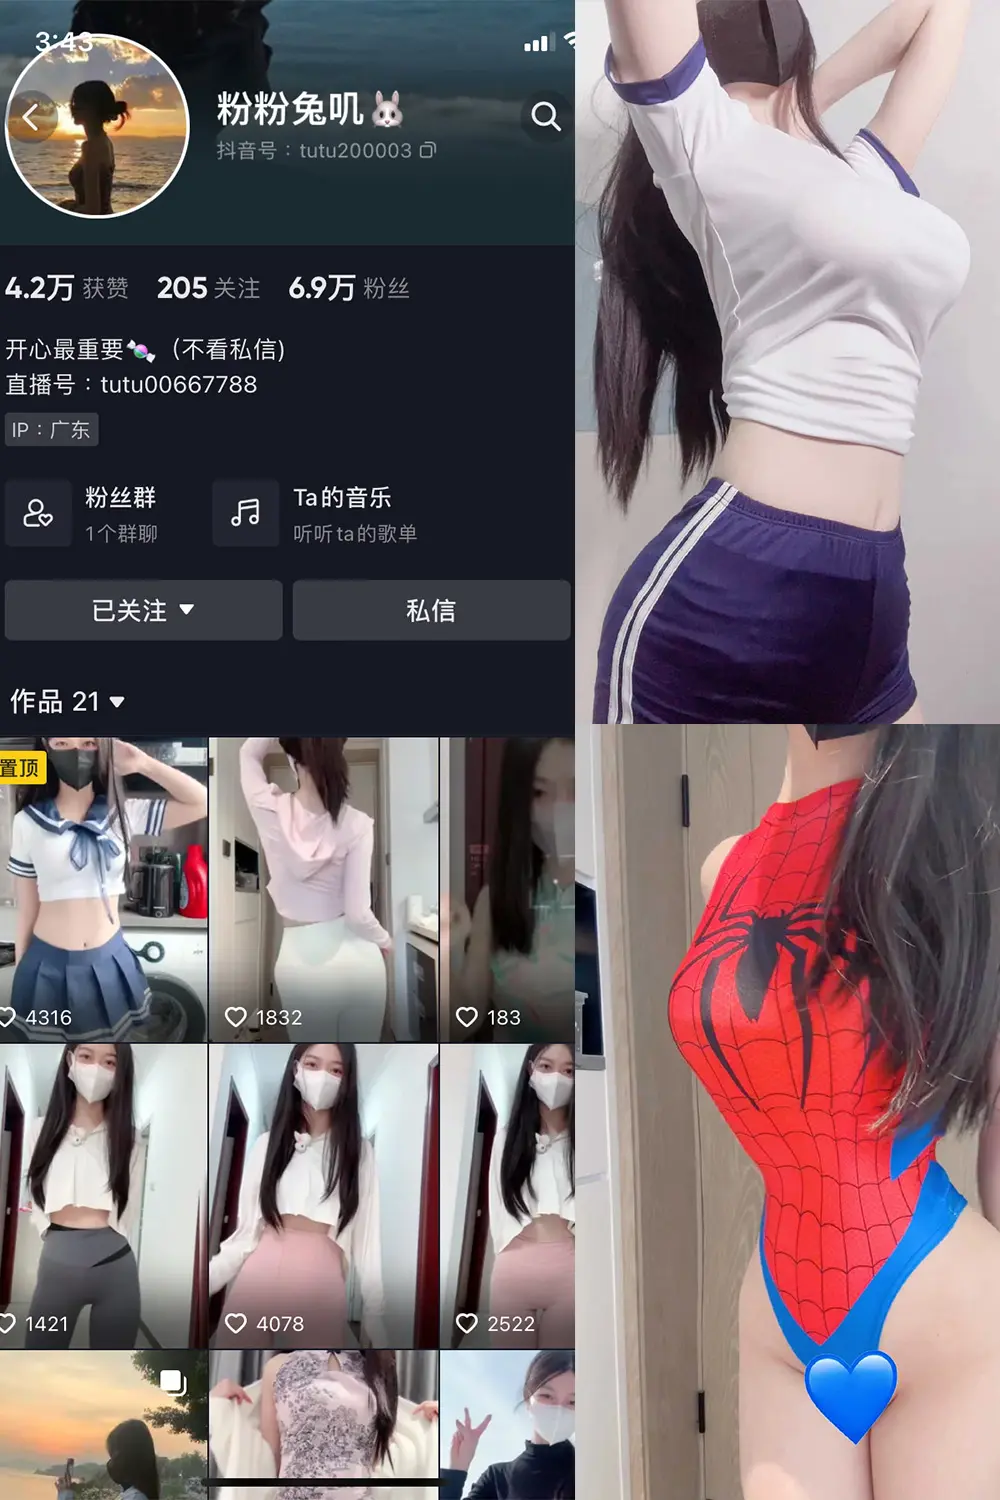 3:43
粉粉兔叽🐰
抖音号：tutu200003
4.2万 获赞 205 关注 6.9万 粉丝
开心最重要🍬（不看私信）
直播号：tutu00667788
IP：广东
粉丝群
1个群聊
Ta的音乐
听听ta的歌单
已关注
私信
作品 21
置顶
4316
1832
183
1421
4078
2522